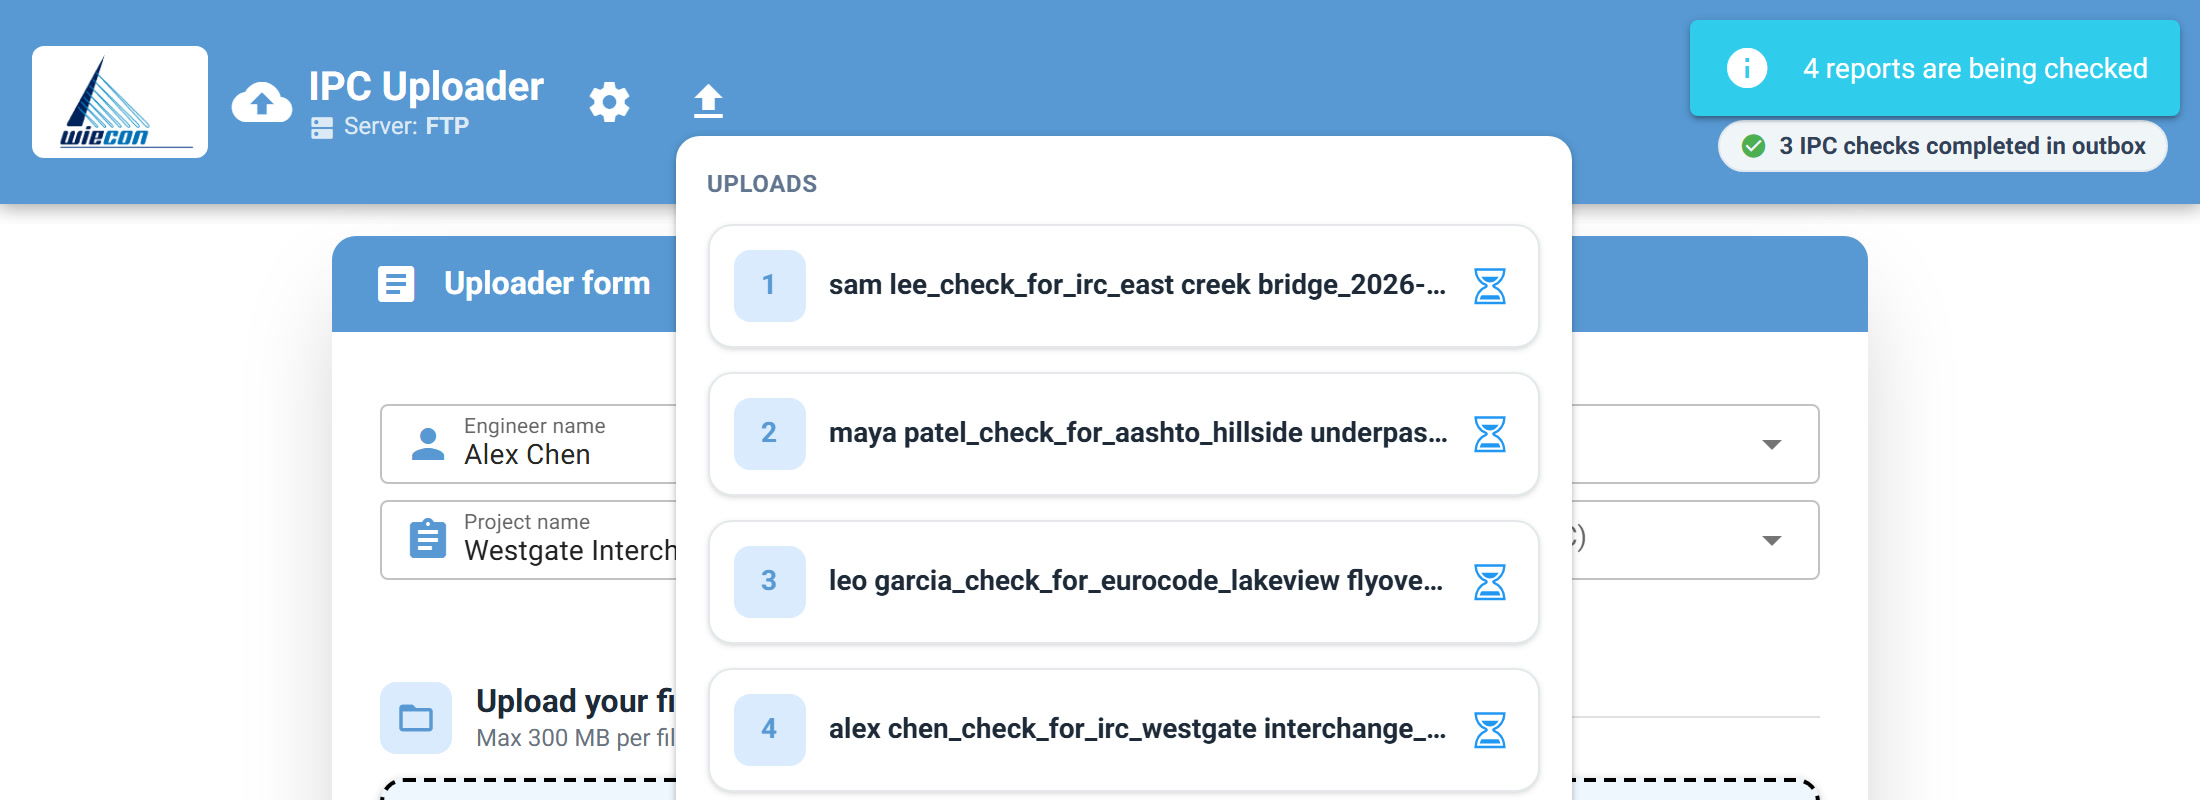 wiecon
IPC Uploader
Server: FTP
4 reports are being checked
3 IPC checks completed in outbox
UPLOADS
1
sam lee_check_for_irc_east creek bridge_2026-...
2
maya patel_check_for_aashto_hillside underpas...
3
leo garcia_check_for_eurocode_lakeview flyove...
4
alex chen_check_for_irc_westgate interchange_...
Uploader form
Engineer name
Alex Chen
Project name
Westgate Interch
Upload your fi
Max 300 MB per fil